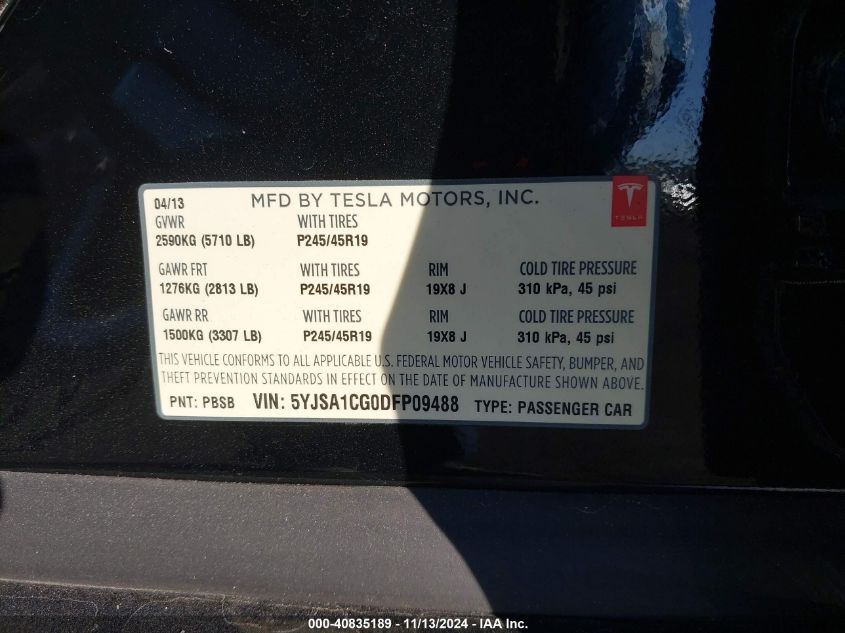 04/13 MFD BY TESLA MOTORS, INC.
TESLA
GVWR WITH TIRES
2590KG (5710 LB) P245/45R19
GAWR FRT WITH TIRES RIM COLD TIRE PRESSURE
1276KG (2813 LB) P245/45R19 19X8 J 310 kPa, 45 psi
GAWR RR WITH TIRES RIM COLD TIRE PRESSURE
1500KG (3307 LB) P245/45R19 19X8 J 310 kPa, 45 psi
THIS VEHICLE CONFORMS TO ALL APPLICABLE U.S. FEDERAL MOTOR VEHICLE SAFETY, BUMPER, AND
THEFT PREVENTION STANDARDS IN EFFECT ON THE DATE OF MANUFACTURE SHOWN ABOVE.
PNT: PBSB VIN: 5YJSA1CG0DFP09488 TYPE: PASSENGER CAR
000-40835189 - 11/13/2024 - IAA Inc.